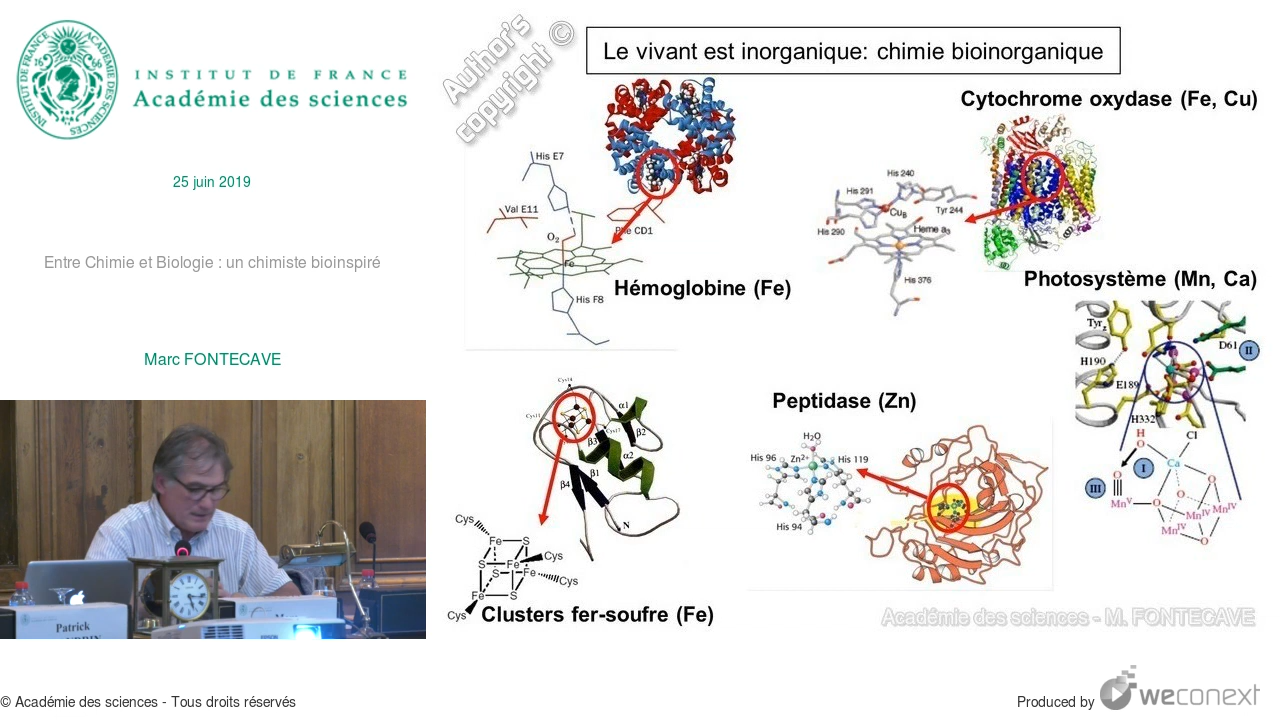 INSTITUT DE FRANCE
Académie des sciences
25 juin 2019
Entre Chimie et Biologie : un chimiste bioinspiré
Marc FONTECAVE
Patrick
Author's
copyright ©
Le vivant est inorganique: chimie bioinorganique
Cytochrome oxydase (Fe, Cu)
His E7
Val E11
Phe CD1
O2
Fe
His F8
Hémoglobine (Fe)
His 240
His 291
CuB
Tyr 244
His 290
Heme a3
His 376
Photosystème (Mn, Ca)
TyrZ
D61
II
H190
E189
H332
H
O
Cl
Ca
I
III
O
O
O
O
MnV
MnIV
MnIV
MnIV
O
Peptidase (Zn)
H2O
His 96
Zn2+
His 119
His 94
α1
β2
β3
α2
β1
β4
N
Cys
Fe
S
S
Fe
Cys
S
Fe
Cys
Fe
S
Cys
Clusters fer-soufre (Fe)
Académie des sciences - M. FONTECAVE
© Académie des sciences - Tous droits réservés
Produced by
weconext